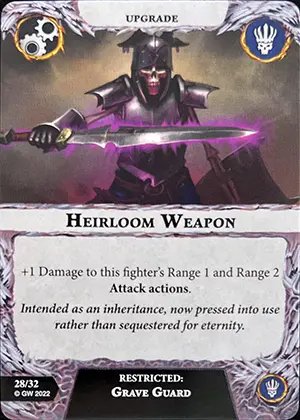 UPGRADE
HEIRLOOM WEAPON
+1 Damage to this fighter's Range 1 and Range 2
Attack actions.
Intended as an inheritance, now pressed into use
rather than sequestered for eternity.
28/32
© GW 2022
RESTRICTED:
GRAVE GUARD